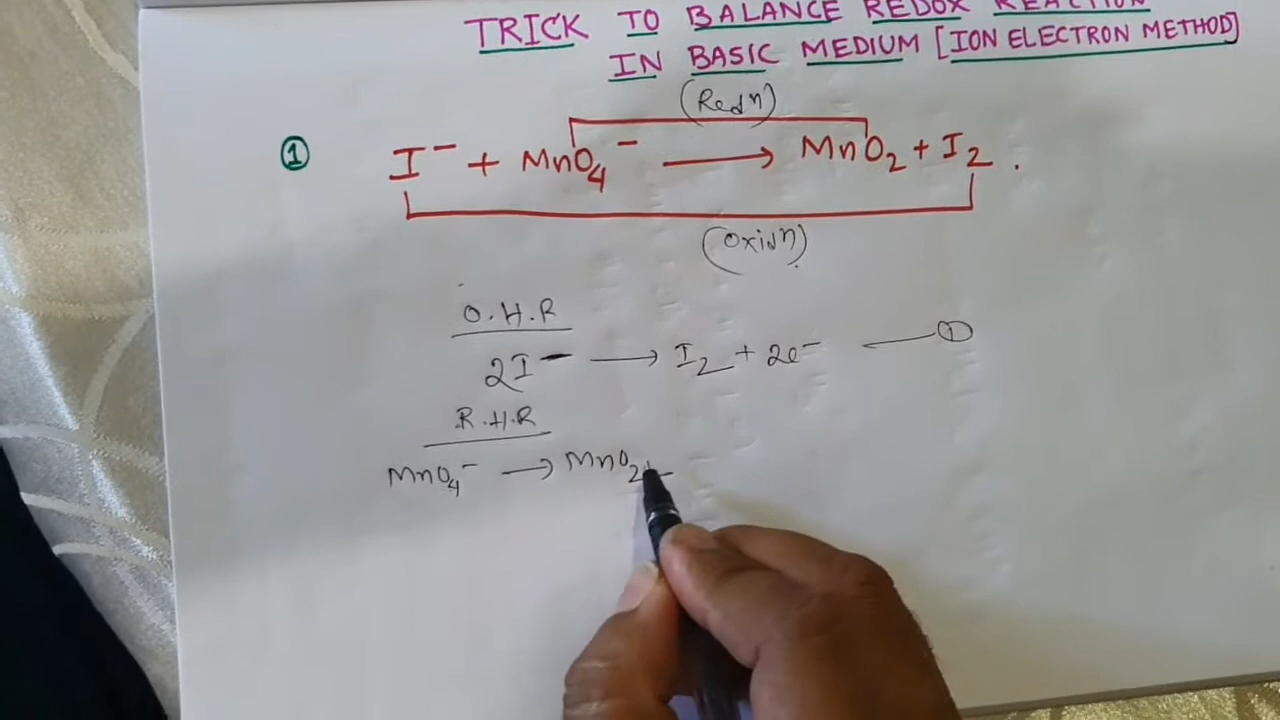 TRICK TO BALANCE REDOX REACTION
IN BASIC MEDIUM [ION ELECTRON METHOD]
(Redn)
① I⁻ + MnO₄⁻ → MnO₂ + I₂ .
(Oxidn)
O.H.R
2I⁻ → I₂ + 2e⁻ — ①
R.H.R
MnO₄⁻ → MnO₂ +